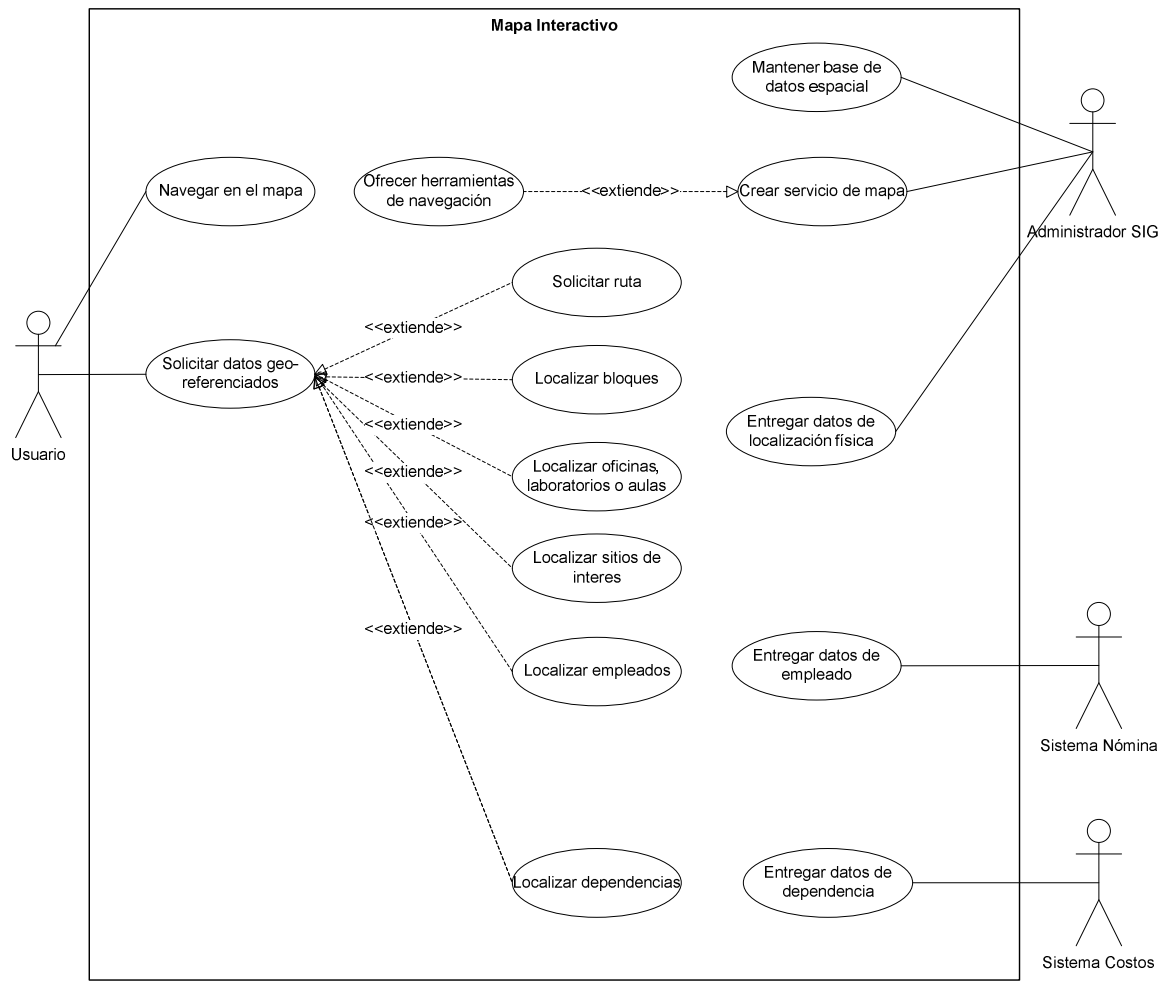 Mapa Interactivo
Mantener base de
datos espacial
Navegar en el mapa
Ofrecer herramientas
de navegación
<<extiende>>
Crear servicio de mapa
Administrador SIG
Solicitar ruta
<<extiende>>
Solicitar datos geo-
referenciados
<<extiende>>
Localizar bloques
<<extiende>>
Entregar datos de
localización física
Usuario
Localizar oficinas,
laboratorios o aulas
<<extiende>>
<<extiende>>
Localizar sitios de
interes
<<extiende>>
Localizar empleados
Entregar datos de
empleado
Sistema Nómina
Localizar dependencias
Entregar datos de
dependencia
Sistema Costos